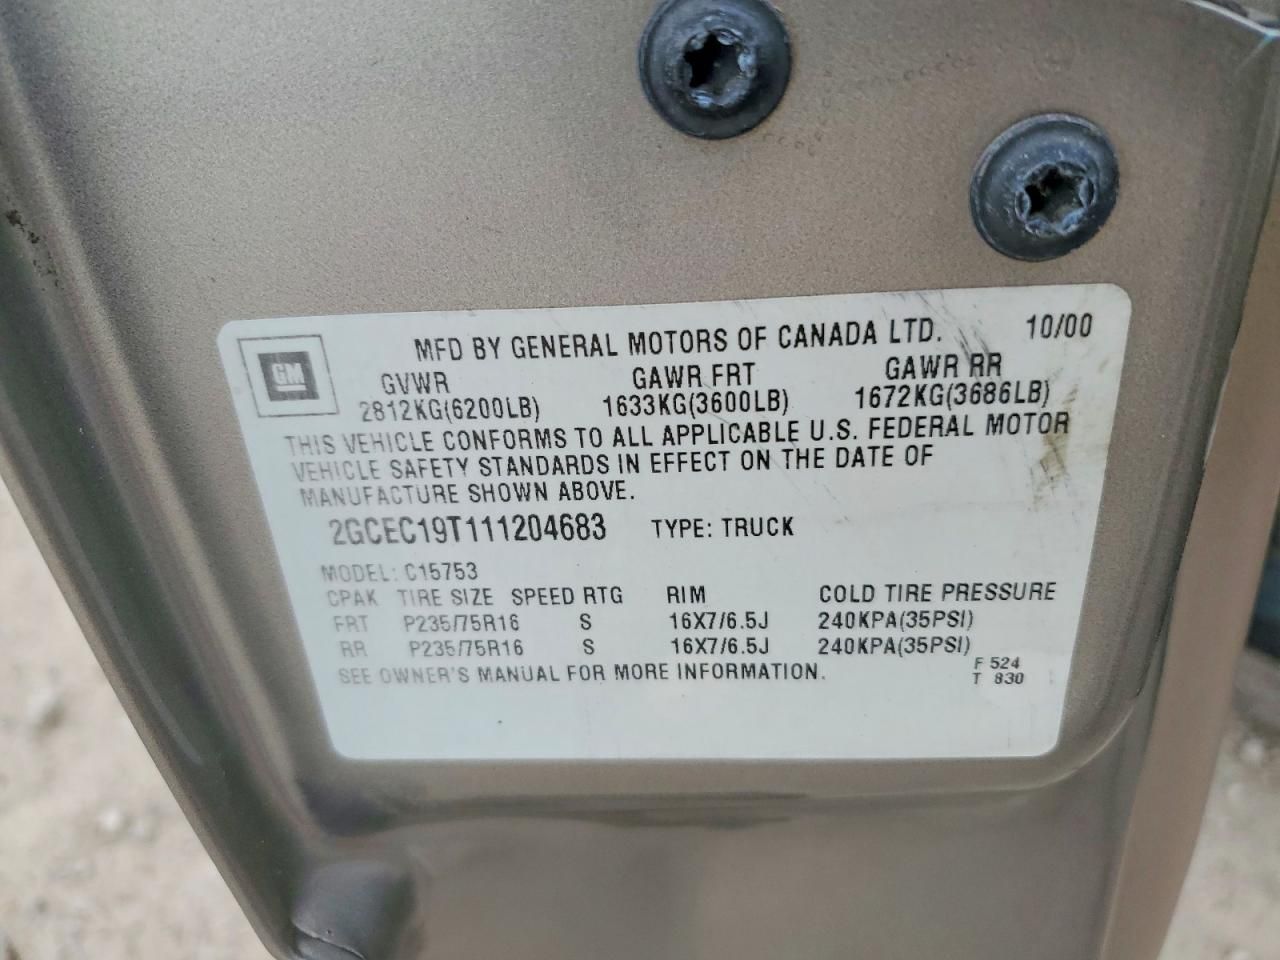 GM
MFD BY GENERAL MOTORS OF CANADA LTD. 10/00
GVWR GAWR FRT GAWR RR
2812KG(6200LB) 1633KG(3600LB) 1672KG(3686LB)
THIS VEHICLE CONFORMS TO ALL APPLICABLE U.S. FEDERAL MOTOR
VEHICLE SAFETY STANDARDS IN EFFECT ON THE DATE OF
MANUFACTURE SHOWN ABOVE.
2GCEC19T111204683 TYPE: TRUCK
MODEL: C15753
CPAK TIRE SIZE SPEED RTG RIM COLD TIRE PRESSURE
FRT P235/75R16 S 16X7/6.5J 240KPA(35PSI)
RR P235/75R16 S 16X7/6.5J 240KPA(35PSI)
SEE OWNER'S MANUAL FOR MORE INFORMATION. F 524
T 830